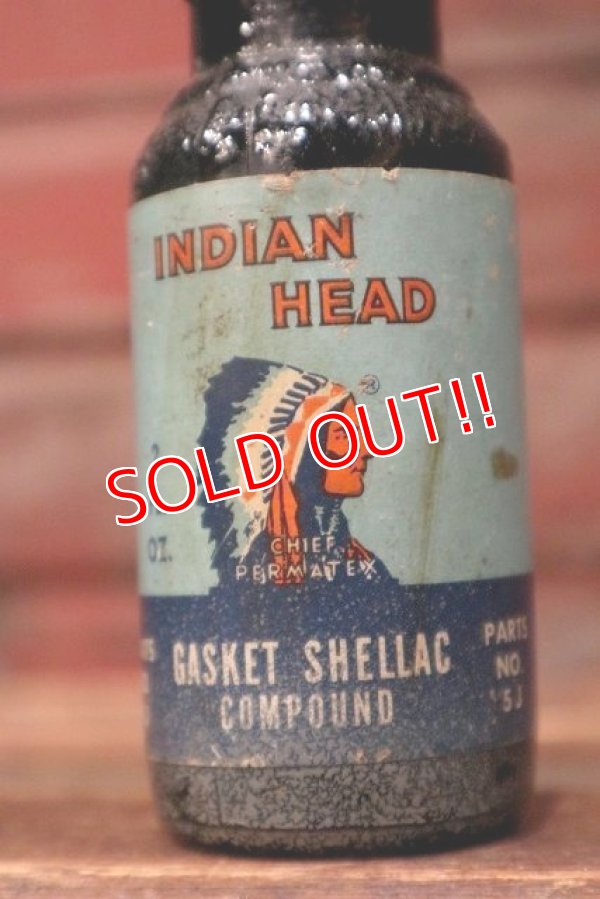 INDIAN
HEAD
®
SOLD OUT!!
OZ.
CHIEF
PERMATEX
GASKET SHELLAC
COMPOUND
PARTS
NO.